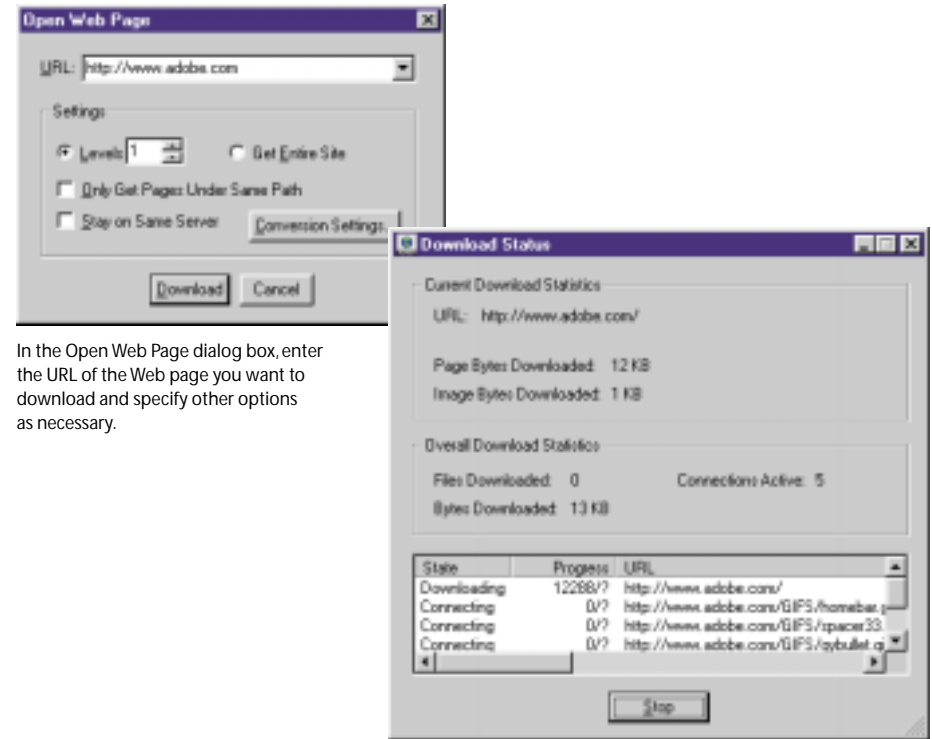 Open Web Page
URL: http://www.adobe.com
Settings
Levels 1
Get Entire Site
Only Get Pages Under Same Path
Stay on Same Server
Conversion Settings...
Download
Cancel
In the Open Web Page dialog box, enter
the URL of the Web page you want to
download and specify other options
as necessary.
Download Status
Current Download Statistics
URL: http://www.adobe.com/
Page Bytes Downloaded: 12 KB
Image Bytes Downloaded: 1 KB
Overall Download Statistics
Files Downloaded: 0 Connections Active: 5
Bytes Downloaded: 13 KB
State Progress URL
Downloading 12288/? http://www.adobe.com/
Connecting 0/? http://www.adobe.com/GIFS/homebar.g
Connecting 0/? http://www.adobe.com/GIFS/spacer33.
Connecting 0/? http://www.adobe.com/GIFS/gybullet.gi
Stop